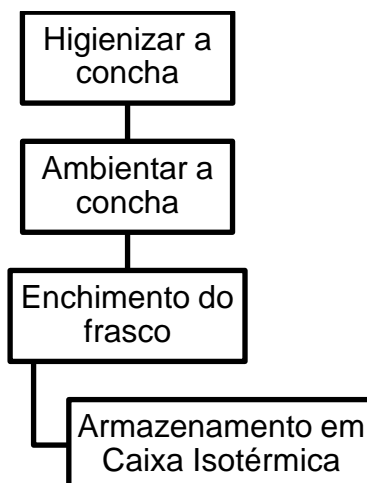 Higienizar a
concha
Ambientar a
concha
Enchimento do
frasco
Armazenamento em
Caixa Isotérmica